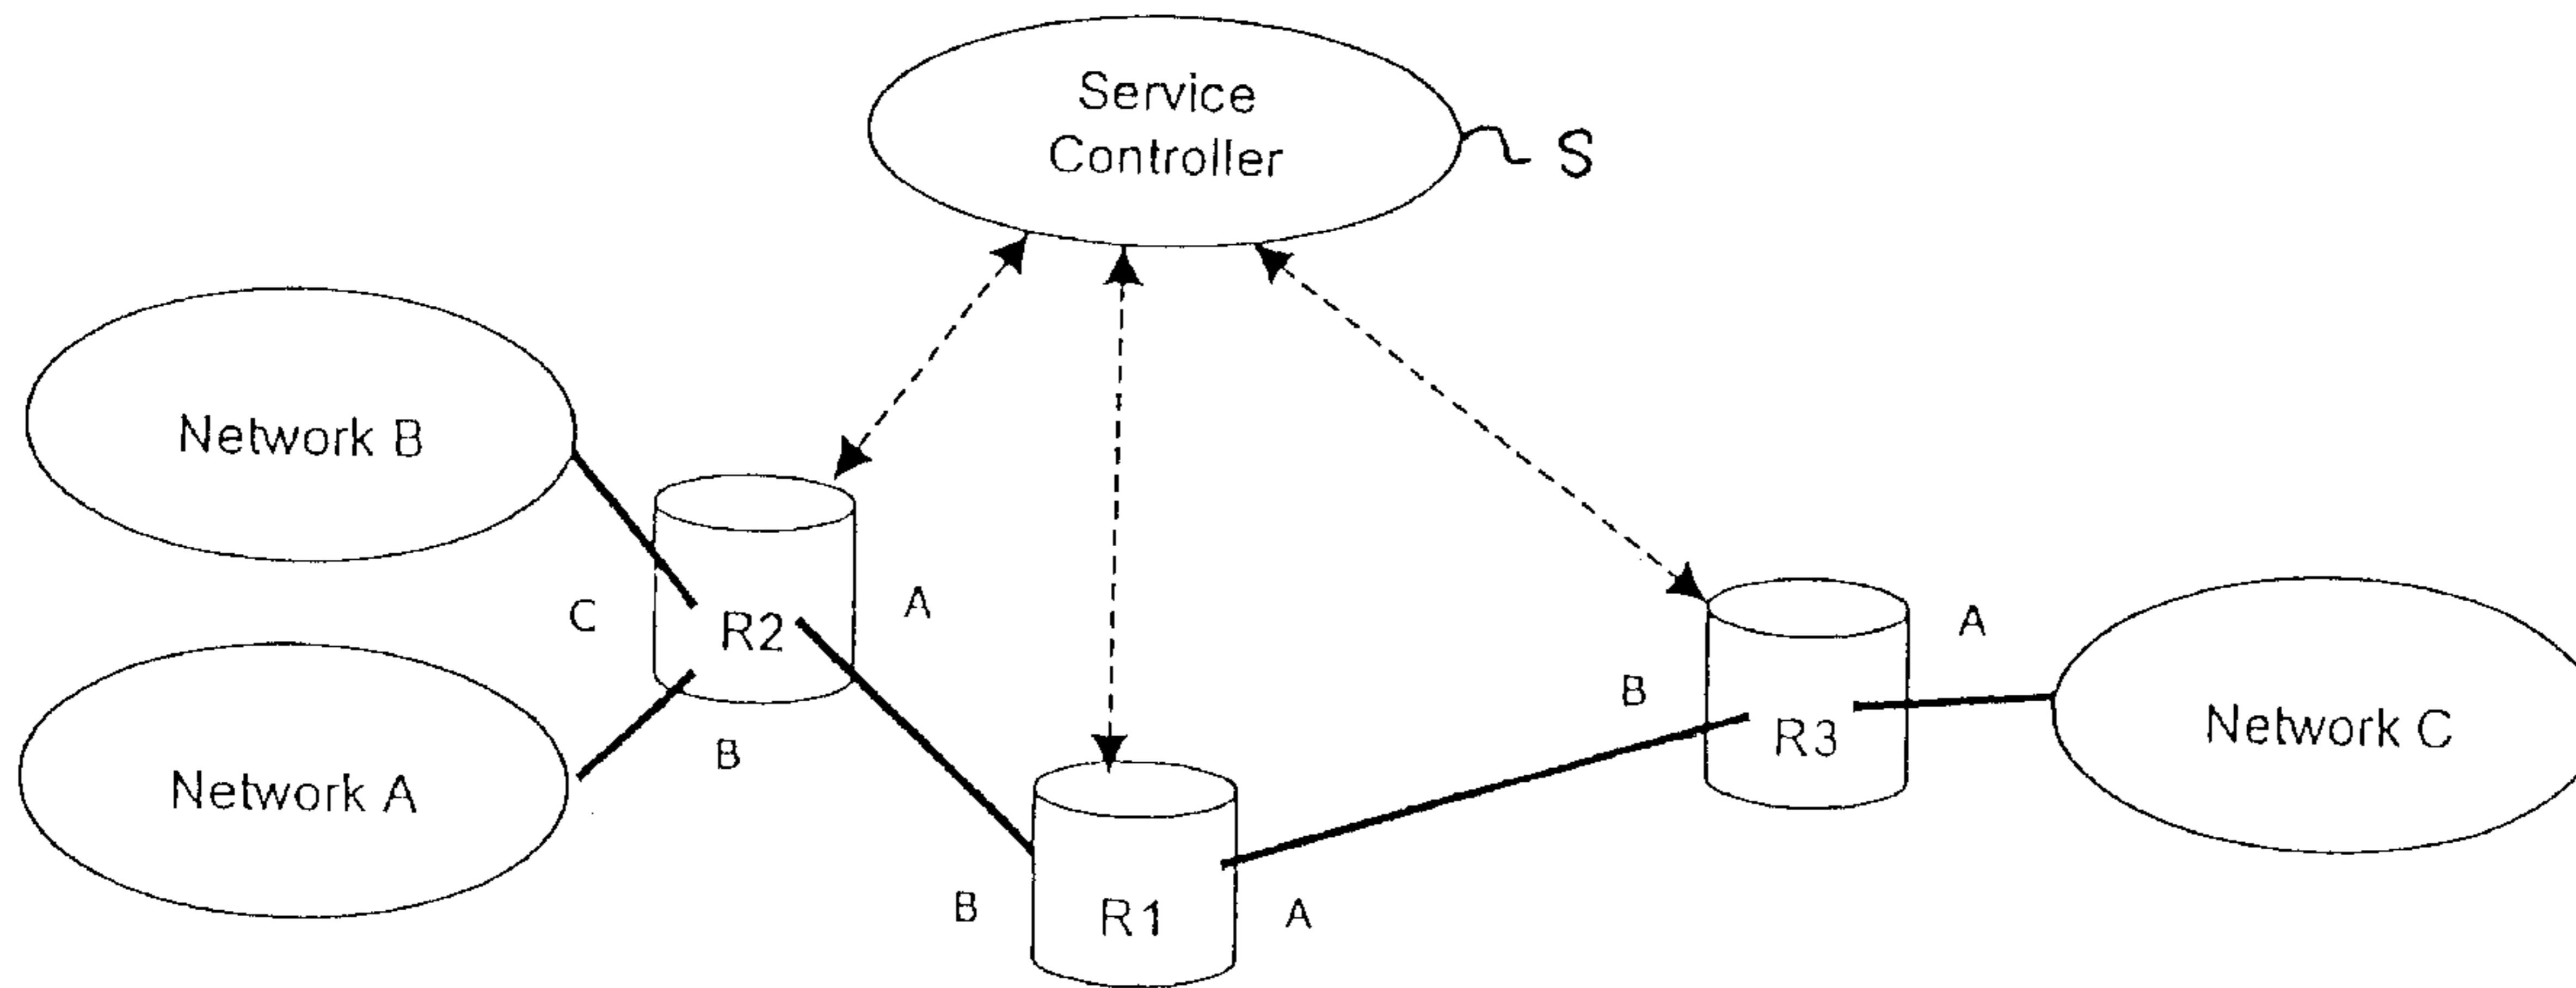 Service
Controller
S
Network B
C
R2
A
A
B
Network A
B
R3
Network C
B
R1
A